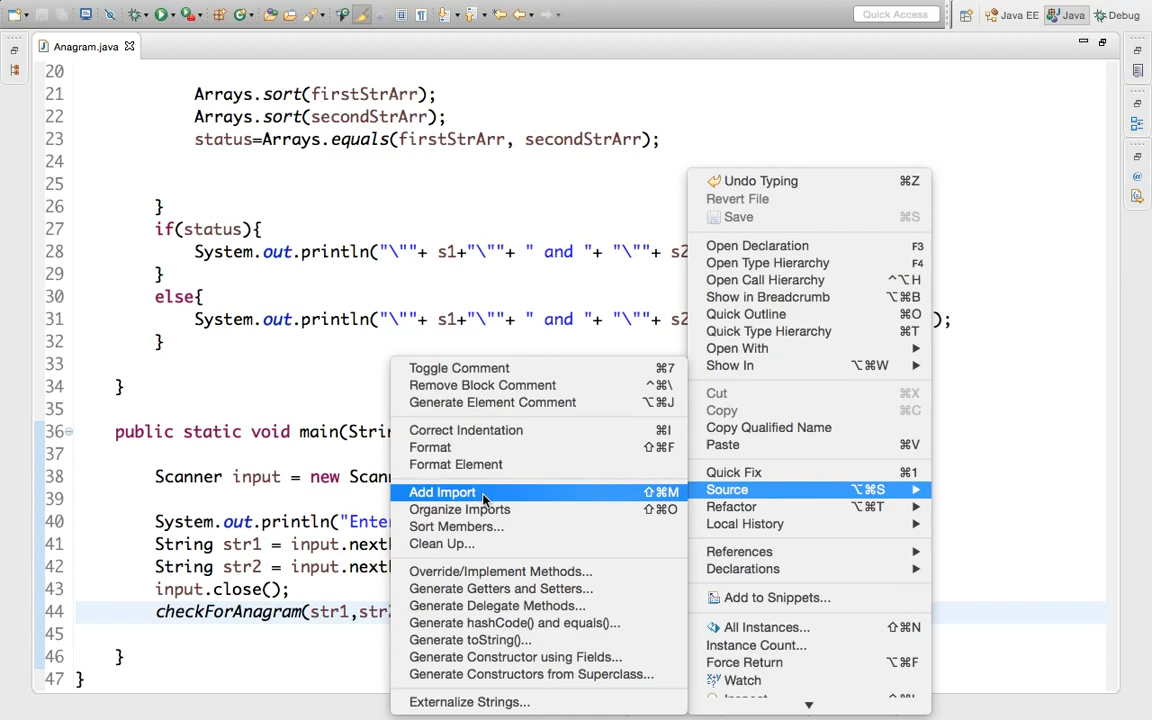 Quick Access
Java EE
Java
Debug
Anagram.java
20
21 Arrays.sort(firstStrArr);
22 Arrays.sort(secondStrArr);
23 status=Arrays.equals(firstStrArr, secondStrArr);
24
25
26 }
27 if(status){
28 System.out.println("\""+ s1+"\""+ " and "+ "\""+ s2
29 }
30 else{
31 System.out.println("\""+ s1+"\""+ " and "+ "\""+ s2 );
32 }
33
34 }
35
36 public static void main(Strin
37
38 Scanner input = new Scann
39
40 System.out.println("Ente
41 String str1 = input.next
42 String str2 = input.next
43 input.close();
44 checkForAnagram(str1,str
45
46 }
47 }
Undo Typing ⌘Z
Revert File
Save ⌘S
Open Declaration F3
Open Type Hierarchy F4
Open Call Hierarchy ^⌥H
Show in Breadcrumb ⌥⌘B
Quick Outline ⌘O
Quick Type Hierarchy ⌘T
Open With
Show In ⌥⌘W
Cut ⌘X
Copy ⌘C
Copy Qualified Name
Paste ⌘V
Quick Fix ⌘1
Source ⌥⌘S
Refactor ⌥⌘T
Local History
References
Declarations
Add to Snippets...
All Instances... ⇧⌘N
Instance Count...
Force Return ⌥⌘F
Watch
Toggle Comment ⌘7
Remove Block Comment ^⌘\
Generate Element Comment ⌥⌘J
Correct Indentation ⌘I
Format ⇧⌘F
Format Element
Add Import ⇧⌘M
Organize Imports ⇧⌘O
Sort Members...
Clean Up...
Override/Implement Methods...
Generate Getters and Setters...
Generate Delegate Methods...
Generate hashCode() and equals()...
Generate toString()...
Generate Constructor using Fields...
Generate Constructors from Superclass...
Externalize Strings...